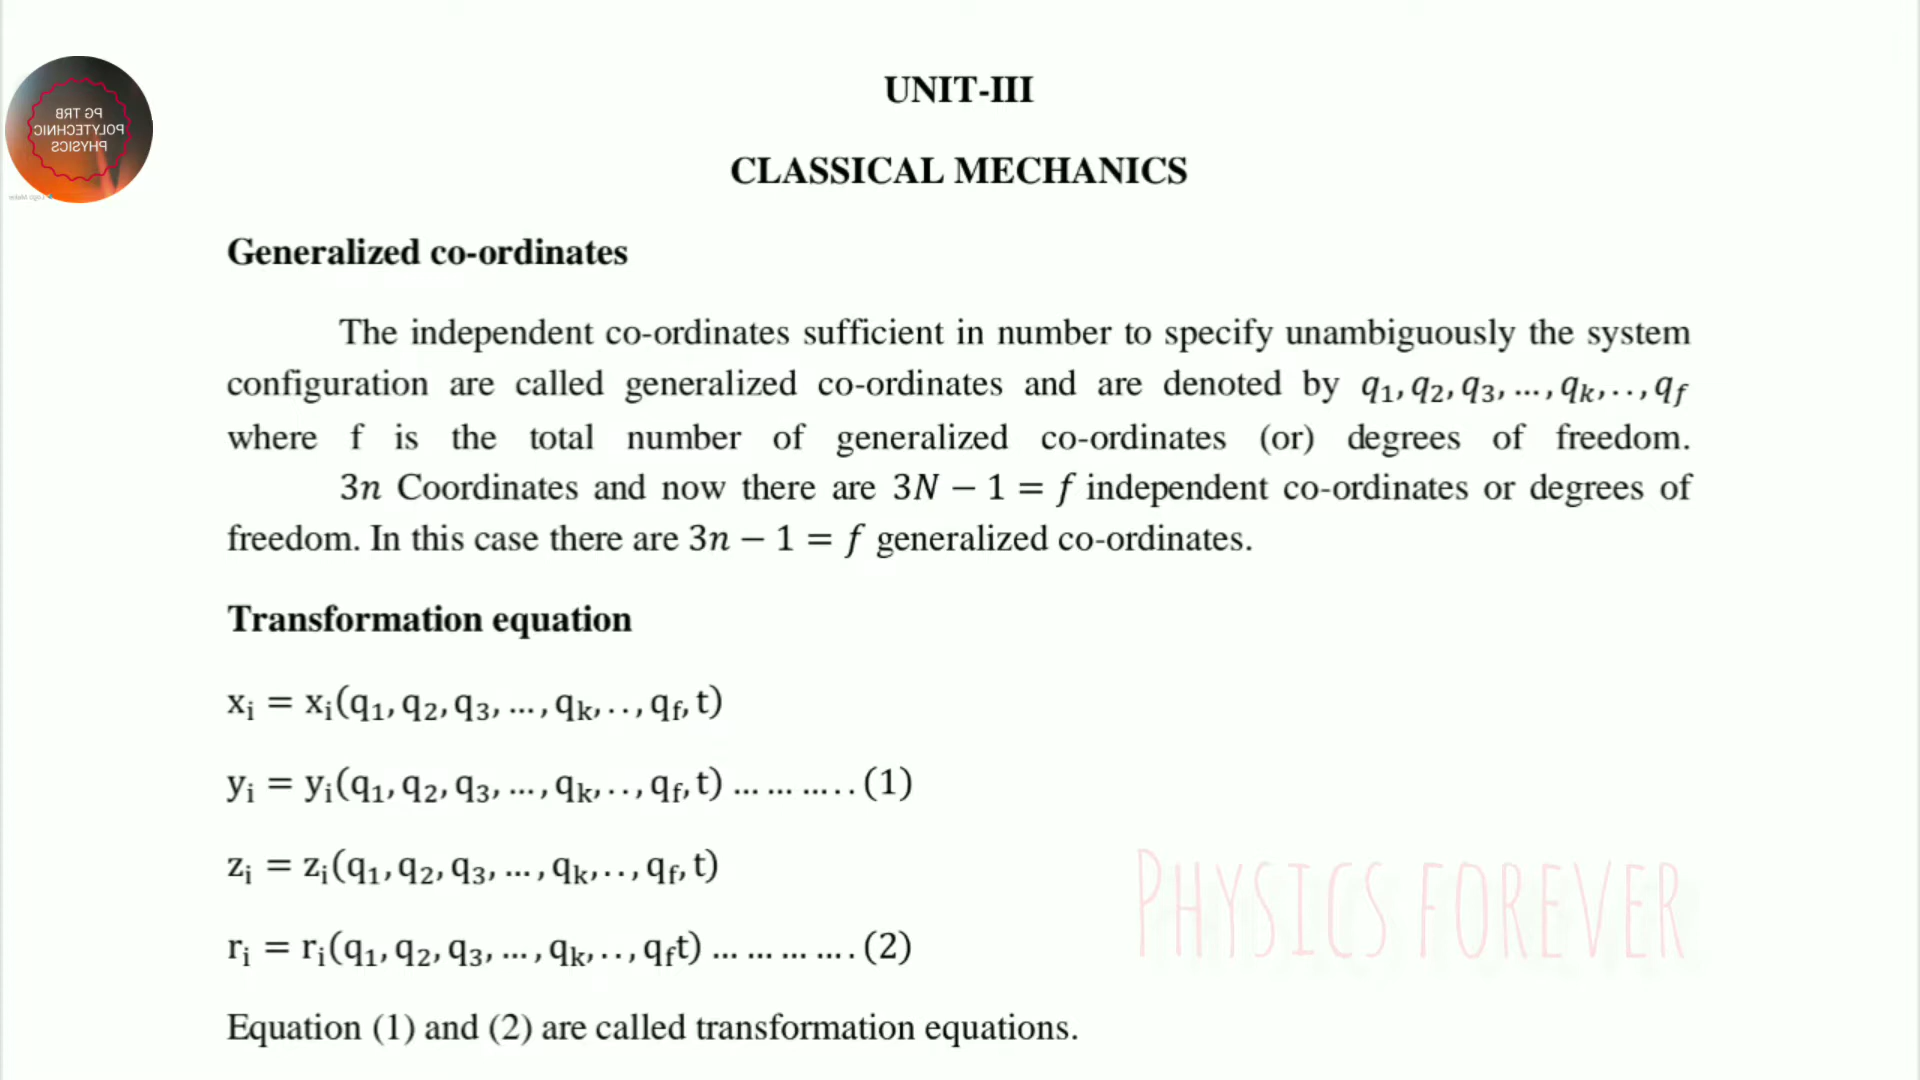 PG TRB
POLYTECHNIC
PHYSICS
UNIT-III
CLASSICAL MECHANICS
Generalized co-ordinates
The independent co-ordinates sufficient in number to specify unambiguously the system
configuration are called generalized co-ordinates and are denoted by q₁, q₂, q₃, ..., qₖ, . . , q_f
where f is the total number of generalized co-ordinates (or) degrees of freedom.
3n Coordinates and now there are 3N − 1 = f independent co-ordinates or degrees of
freedom. In this case there are 3n − 1 = f generalized co-ordinates.
Transformation equation
xᵢ = xᵢ(q₁, q₂, q₃, ... , qₖ, . . , q_f, t)
yᵢ = yᵢ(q₁, q₂, q₃, ... , qₖ, . . , q_f, t) ... ... ... . . (1)
zᵢ = zᵢ(q₁, q₂, q₃, ... , qₖ, . . , q_f, t)
rᵢ = rᵢ(q₁, q₂, q₃, ... , qₖ, . . , q_ft) ... ... ... ... . (2)
PHYSICS FOREVER
Equation (1) and (2) are called transformation equations.